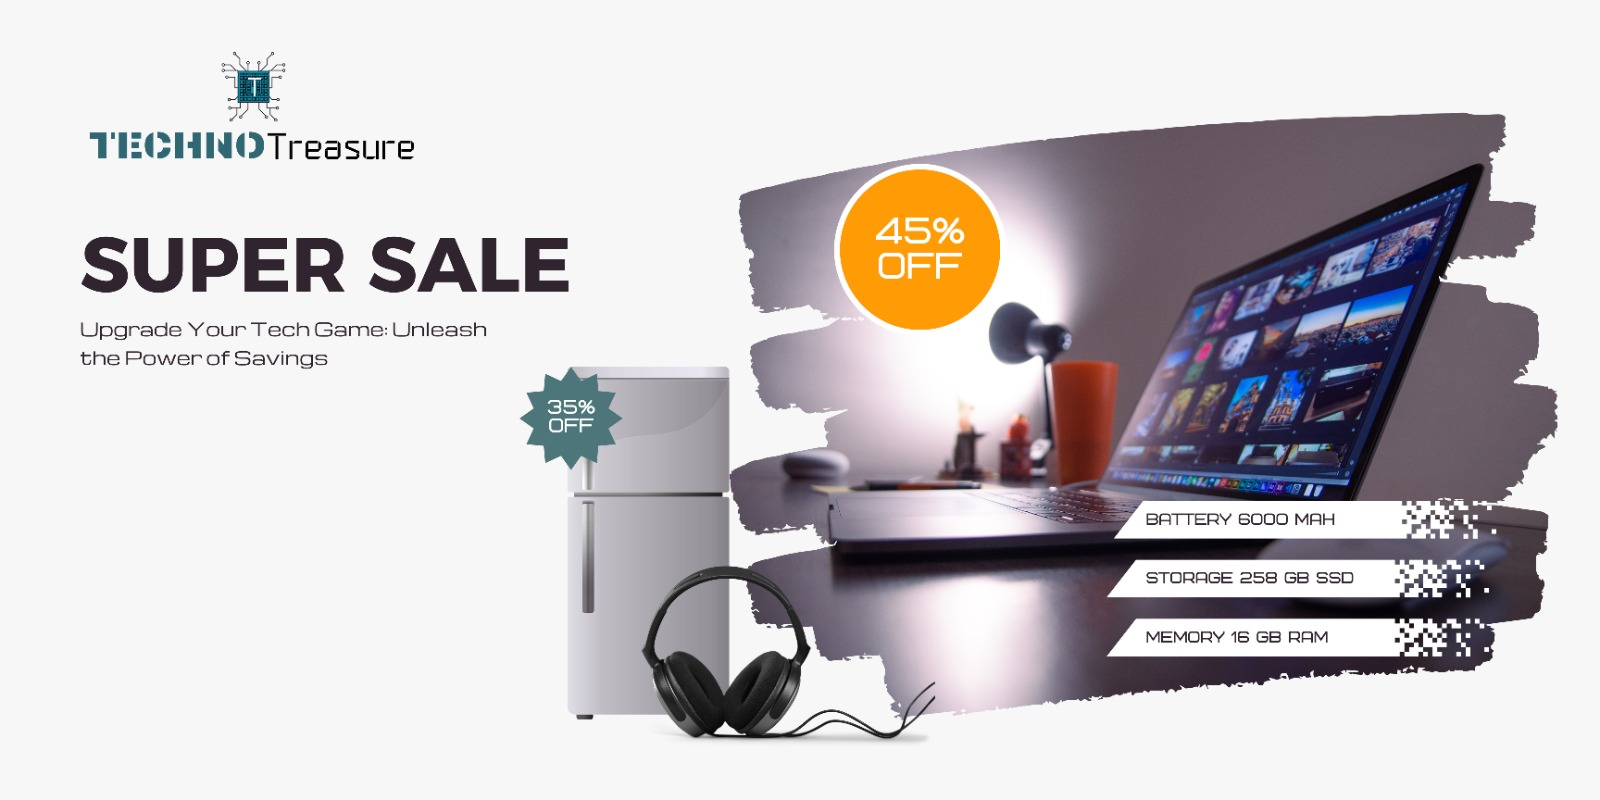 T
TECHNOTreasure
SUPER SALE
Upgrade Your Tech Game: Unleash
the Power of Savings
35%
OFF
45%
OFF
BATTERY 6000 MAH
STORAGE 258 GB SSD
MEMORY 16 GB RAM